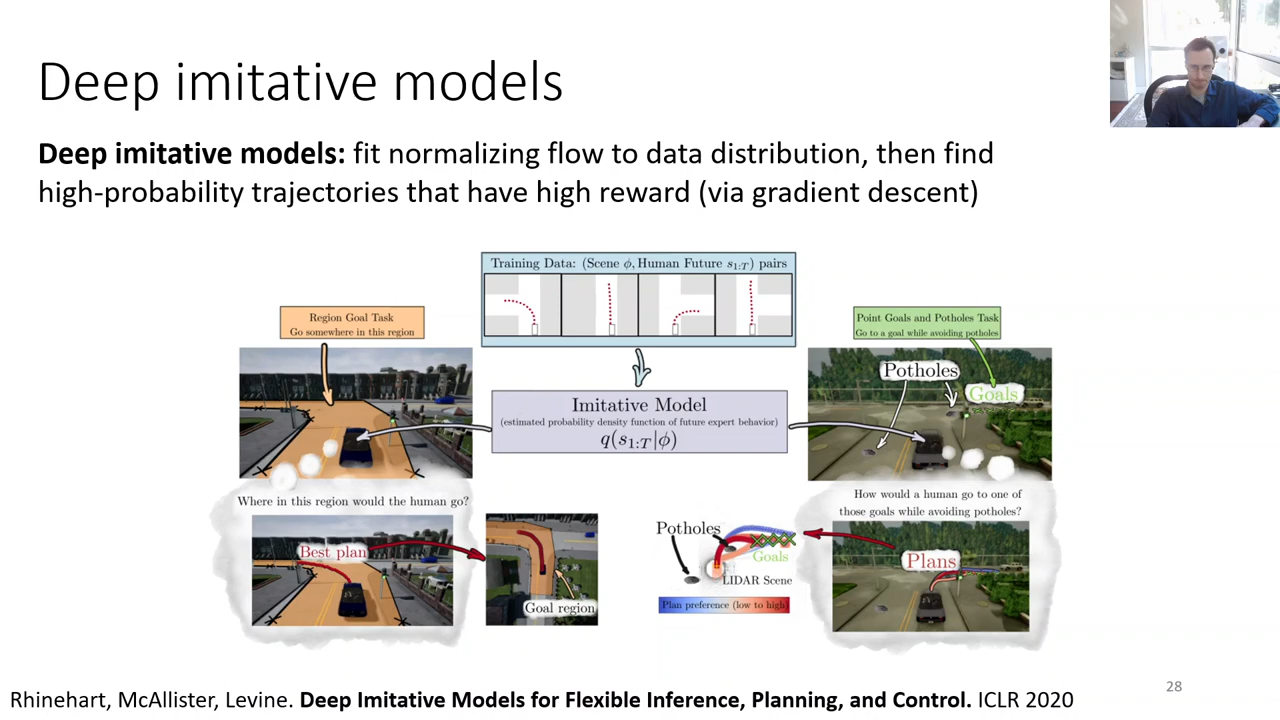 Deep imitative models
Deep imitative models: fit normalizing flow to data distribution, then find
high-probability trajectories that have high reward (via gradient descent)
Training Data: (Scene ϕ, Human Future s₁:T) pairs
Region Goal Task
Go somewhere in this region
Point Goals and Potholes Task
Go to a goal while avoiding potholes
Potholes
Goals
Imitative Model
(estimated probability density function of future expert behavior)
q(s₁:T|ϕ)
Where in this region would the human go?
How would a human go to one of
those goals while avoiding potholes?
Best plan
Goal region
Potholes
Goals
LIDAR Scene
Plan preference (low to high)
Plans
Rhinehart, McAllister, Levine. Deep Imitative Models for Flexible Inference, Planning, and Control. ICLR 2020
28